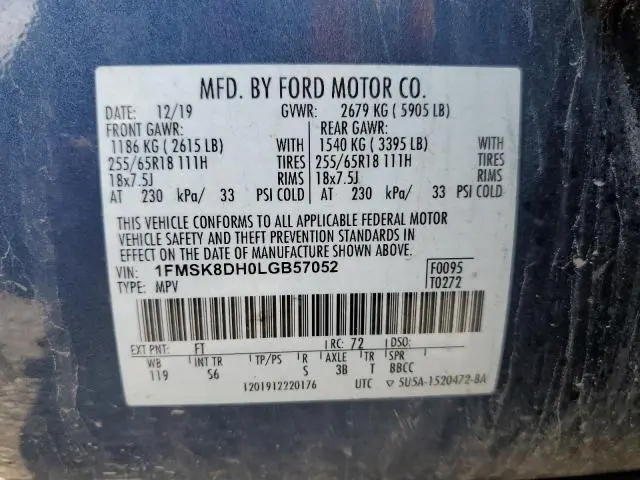 MFD. BY FORD MOTOR CO.
DATE: 12/19 GVWR: 2679 KG ( 5905 LB)
FRONT GAWR: REAR GAWR:
1186 KG ( 2615 LB) WITH 1540 KG ( 3395 LB) WITH
255/65R18 111H TIRES 255/65R18 111H TIRES
18x7.5J RIMS 18x7.5J RIMS
AT 230 kPa/ 33 PSI COLD AT 230 kPa/ 33 PSI COLD
THIS VEHICLE CONFORMS TO ALL APPLICABLE FEDERAL MOTOR
VEHICLE SAFETY AND THEFT PREVENTION STANDARDS IN
EFFECT ON THE DATE OF MANUFACTURE SHOWN ABOVE.
VIN: 1FMSK8DH0LGB57052 F0095
TYPE: MPV T0272
EXT PNT: FT RC: 72 DSO:
WB INT TR TP/PS R AXLE TR SPR
119 S6 S 3B T BBCC
1201912220176 UTC ▽ 5U5A-1520472-BA